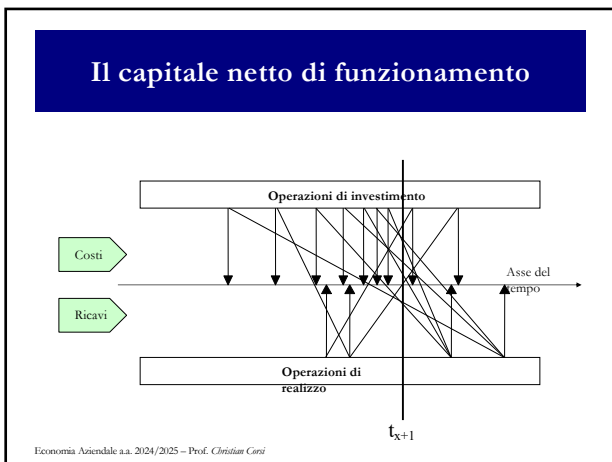 Il capitale netto di funzionamento
Operazioni di investimento
Costi
Asse del
tempo
Ricavi
Operazioni di
realizzo
tx+1
Economia Aziendale a.a. 2024/2025 – Prof. Christian Corsi